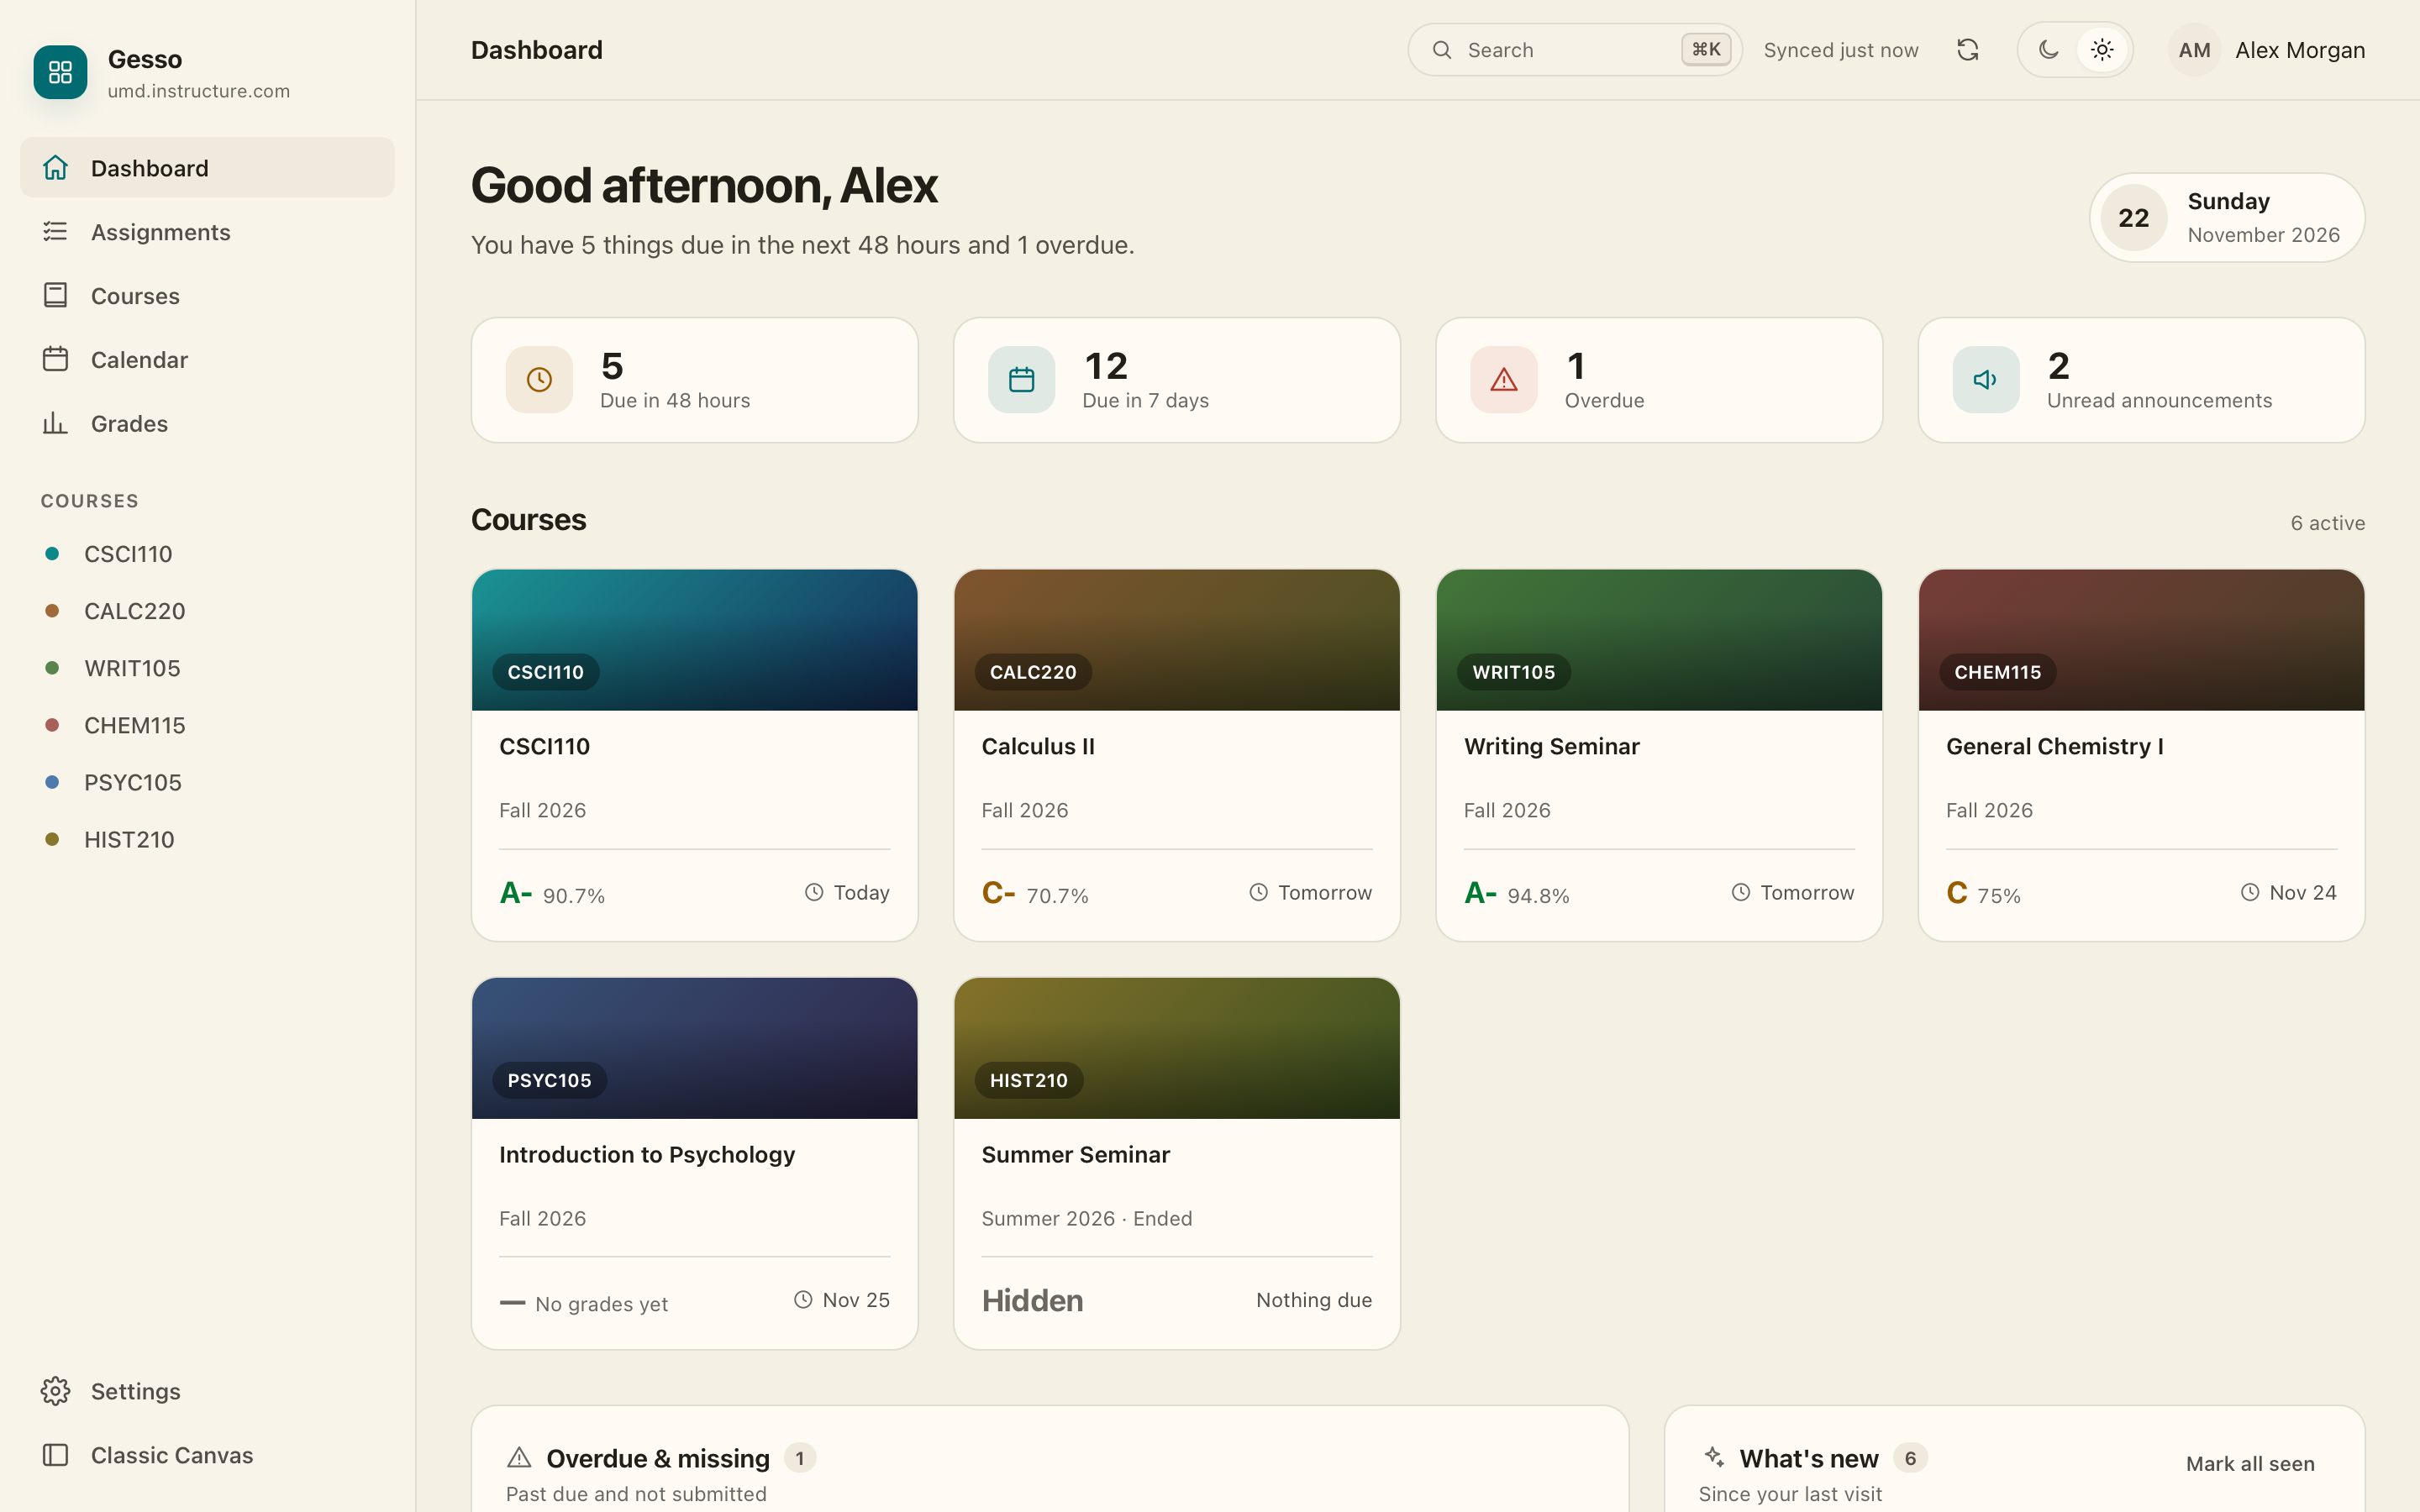 Gesso
umd.instructure.com
Dashboard
Assignments
Courses
Calendar
Grades
COURSES
CSCI110
CALC220
WRIT105
CHEM115
PSYC105
HIST210
Settings
Classic Canvas
Dashboard
Search ⌘K
Synced just now
AM Alex Morgan
Good afternoon, Alex
You have 5 things due in the next 48 hours and 1 overdue.
22
Sunday
November 2026
5
Due in 48 hours
12
Due in 7 days
1
Overdue
2
Unread announcements
Courses
6 active
CSCI110
CSCI110
Fall 2026
A- 90.7% Today
CALC220
Calculus II
Fall 2026
C- 70.7% Tomorrow
WRIT105
Writing Seminar
Fall 2026
A- 94.8% Tomorrow
CHEM115
General Chemistry I
Fall 2026
C 75% Nov 24
PSYC105
Introduction to Psychology
Fall 2026
— No grades yet Nov 25
HIST210
Summer Seminar
Summer 2026 · Ended
Hidden Nothing due
Overdue & missing 1
Past due and not submitted
What's new 6
Mark all seen
Since your last visit